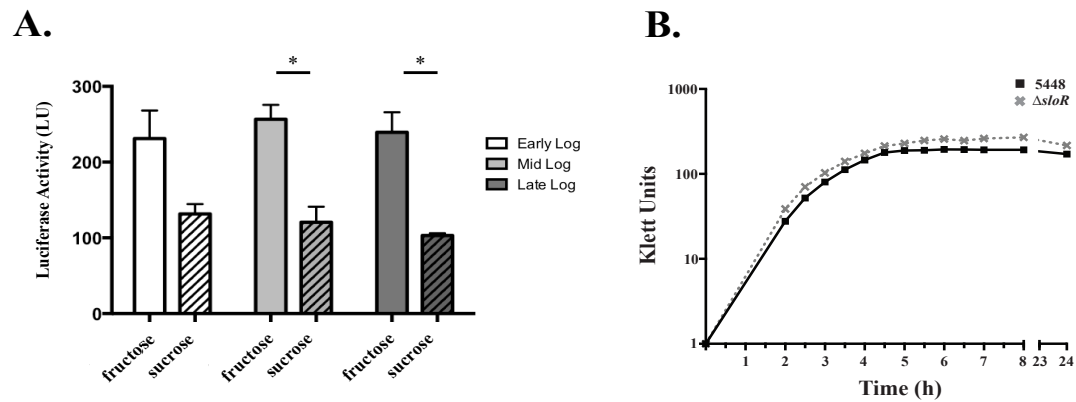 A.
Luciferase Activity (LU)
300
200
100
0
* *
fructose sucrose fructose sucrose fructose sucrose
Early Log
Mid Log
Late Log
B.
Klett Units
1000
100
10
1
1 2 3 4 5 6 7 8 23 24
Time (h)
5448
ΔsloR